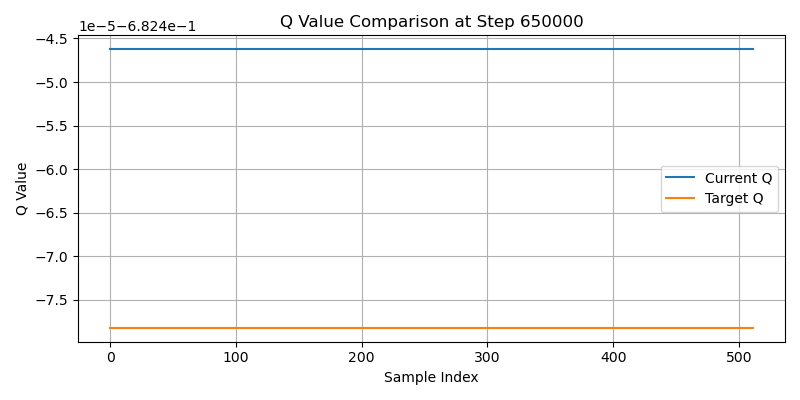 Q Value Comparison at Step 650000
1e−5−6.824e−1
−4.5
−5.0
−5.5
−6.0
−6.5
−7.0
−7.5
Q Value
Current Q
Target Q
0 100 200 300 400 500
Sample Index